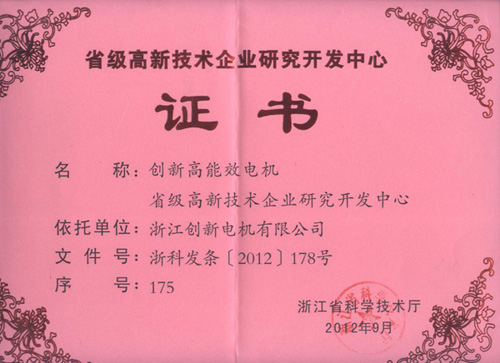 省级高新技术企业研究开发中心
证 书
名 称：创新高能效电机
省级高新技术企业研究开发中心
依托单位：浙江创新电机有限公司
文 件 号：浙科发条〔2012〕178号
序 号：175
浙江省科学技术厅
2012年9月